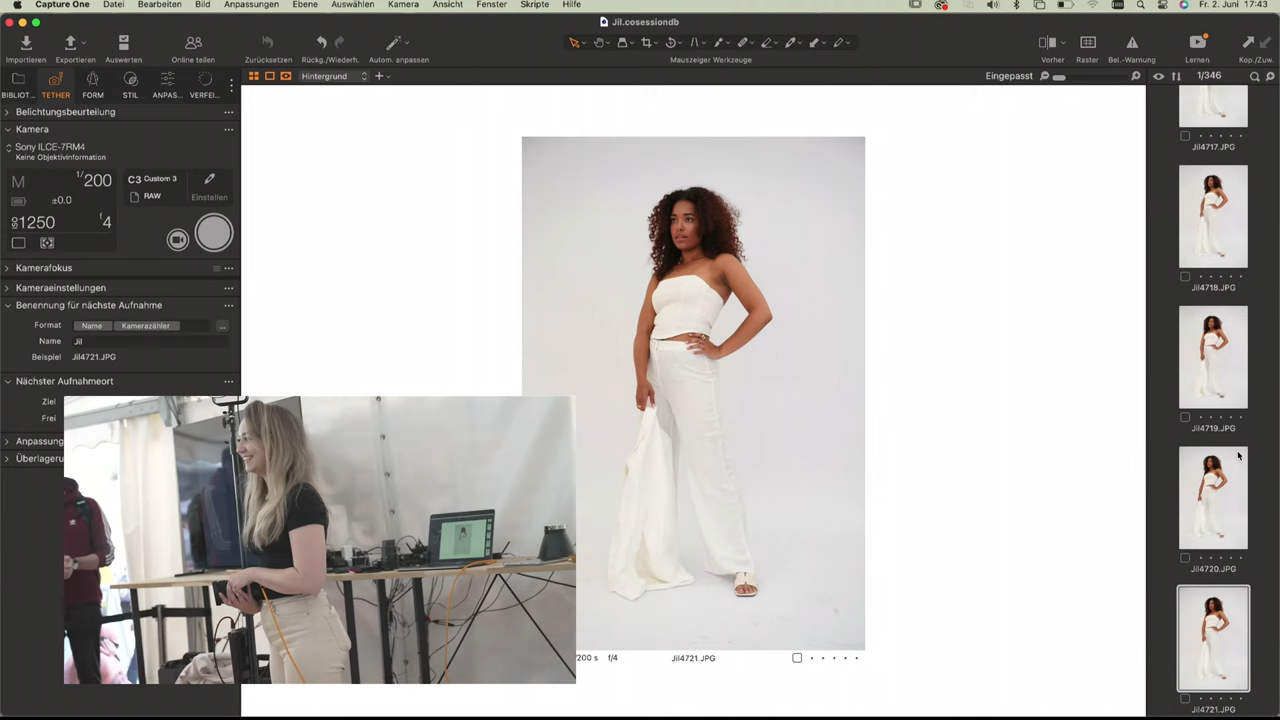 Capture One Datei Bearbeiten Bild Anpassungen Ebene Auswählen Kamera Ansicht Fenster Skripte Hilfe
Fr. 2. Juni 17:43
Jil.cosessiondb
Importieren Exportieren Auswerten Online teilen Zurücksetzen Rückg./Wiederh. Autom. anpassen Mauszeiger Werkzeuge Vorher Raster Bel.-Warnung Lernen Kop./Zuw.
Hintergrund
Eingepasst
1/346
BIBLIOT... TETHER FORM STIL ANPAS... VERFEI...
Belichtungsbeurteilung
Kamera
Sony ILCE-7RM4
Keine Objektivinformation
M 1/200 C3 Custom 3
±0.0 RAW Einstellen
ISO 1250 f4
Kamerafokus
Kameraeinstellungen
Benennung für nächste Aufnahme
Format Name Kamerazähler ...
Name Jil
Beispiel Jil4721.JPG
Nächster Aufnahmeort
Ziel
Frei
Anpassung
Überlageru
200 s f/4 Jil4721.JPG
Jil4717.JPG
Jil4718.JPG
Jil4719.JPG
Jil4720.JPG
Jil4721.JPG